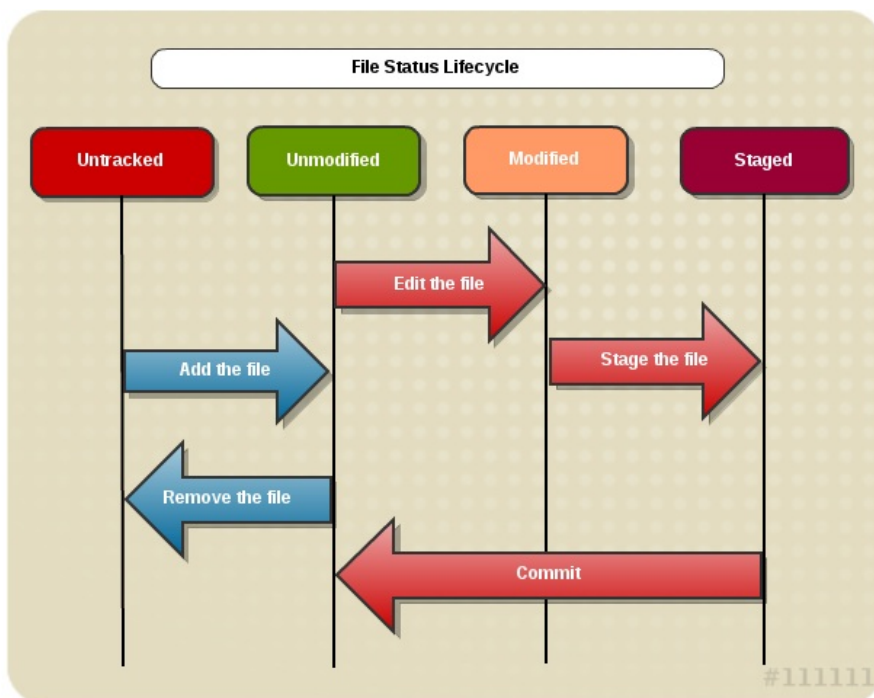 File Status Lifecycle
Untracked
Unmodified
Modified
Staged
Edit the file
Stage the file
Add the file
Remove the file
Commit
#111111